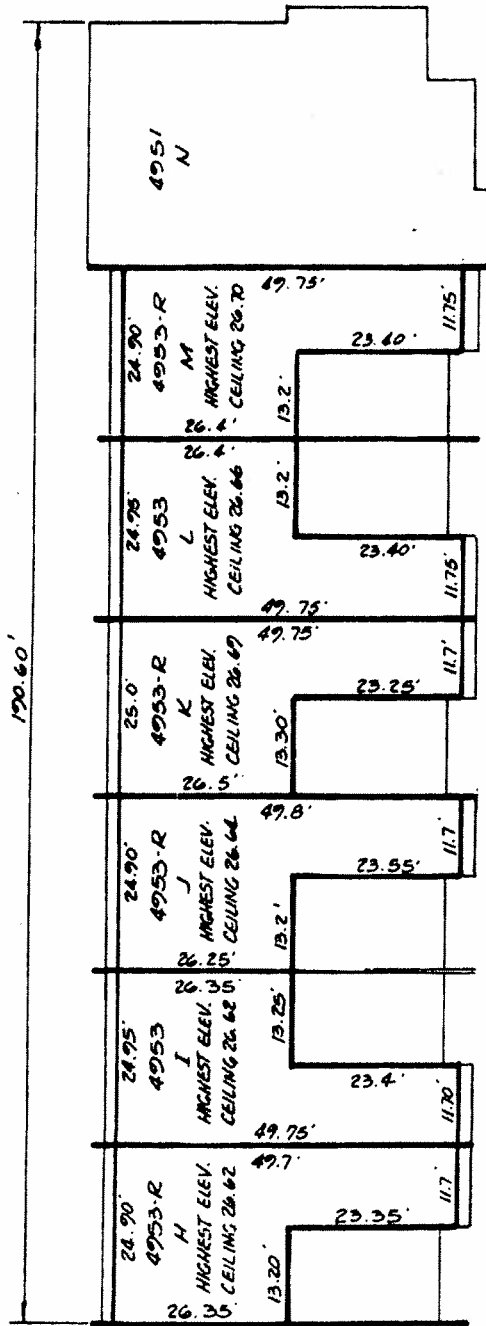 190.60'
4951
N
49.75'
24.90'
4953-R
M
HIGHEST ELEV.
CEILING 26.70
11.75'
23.40'
13.2'
26.4'
26.4'
24.95'
4953
L
HIGHEST ELEV.
CEILING 26.66
13.2'
23.40'
11.75'
49.75'
49.75'
25.0'
4953-R
K
HIGHEST ELEV.
CEILING 26.69
11.7'
23.25'
13.30'
26.5'
49.8'
24.90'
4953-R
J
HIGHEST ELEV.
CEILING 26.64
11.7'
23.55'
13.2'
26.25'
26.35'
24.95'
4953
I
HIGHEST ELEV.
CEILING 26.62
13.25'
23.4'
11.70'
49.75'
49.7'
24.90'
4953-R
H
HIGHEST ELEV.
CEILING 26.62
11.7'
23.35'
13.20'
26.35'